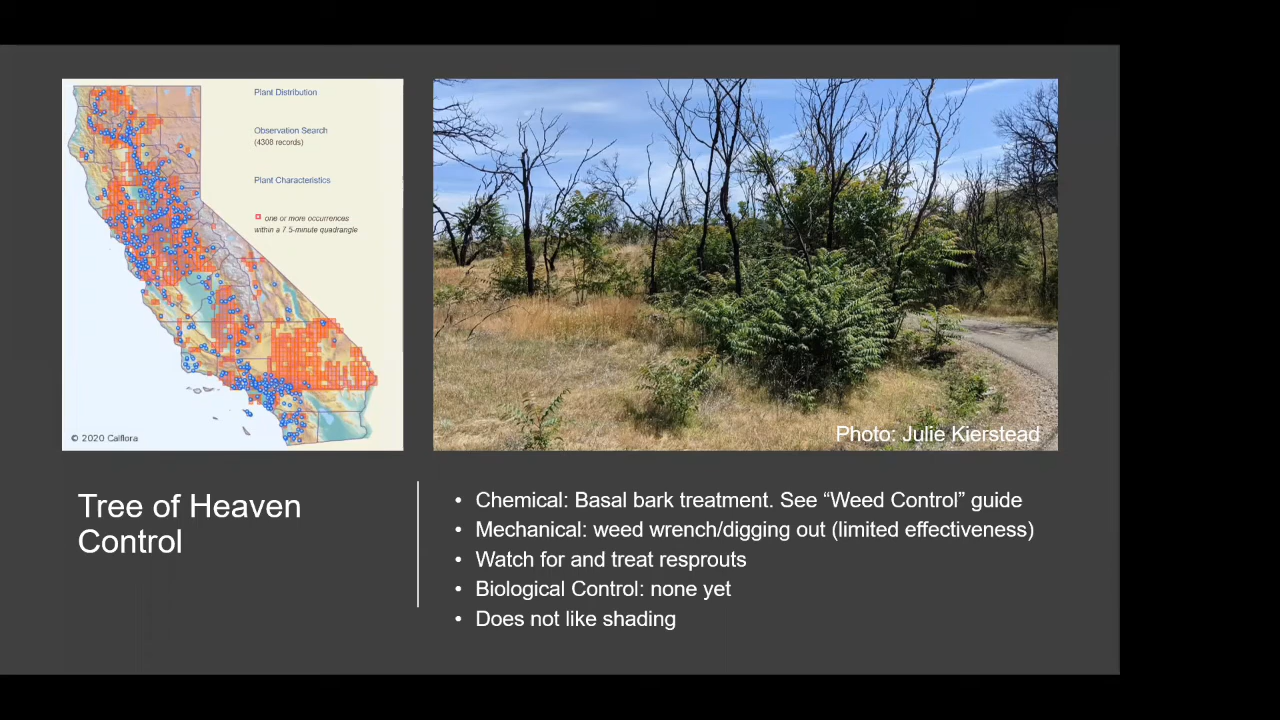 Plant Distribution
Observation Search
(4308 records)
Plant Characteristics
one or more occurrences
within a 7.5-minute quadrangle
© 2020 Calflora
Photo: Julie Kierstead
Tree of Heaven
Control
• Chemical: Basal bark treatment. See “Weed Control” guide
• Mechanical: weed wrench/digging out (limited effectiveness)
• Watch for and treat resprouts
• Biological Control: none yet
• Does not like shading